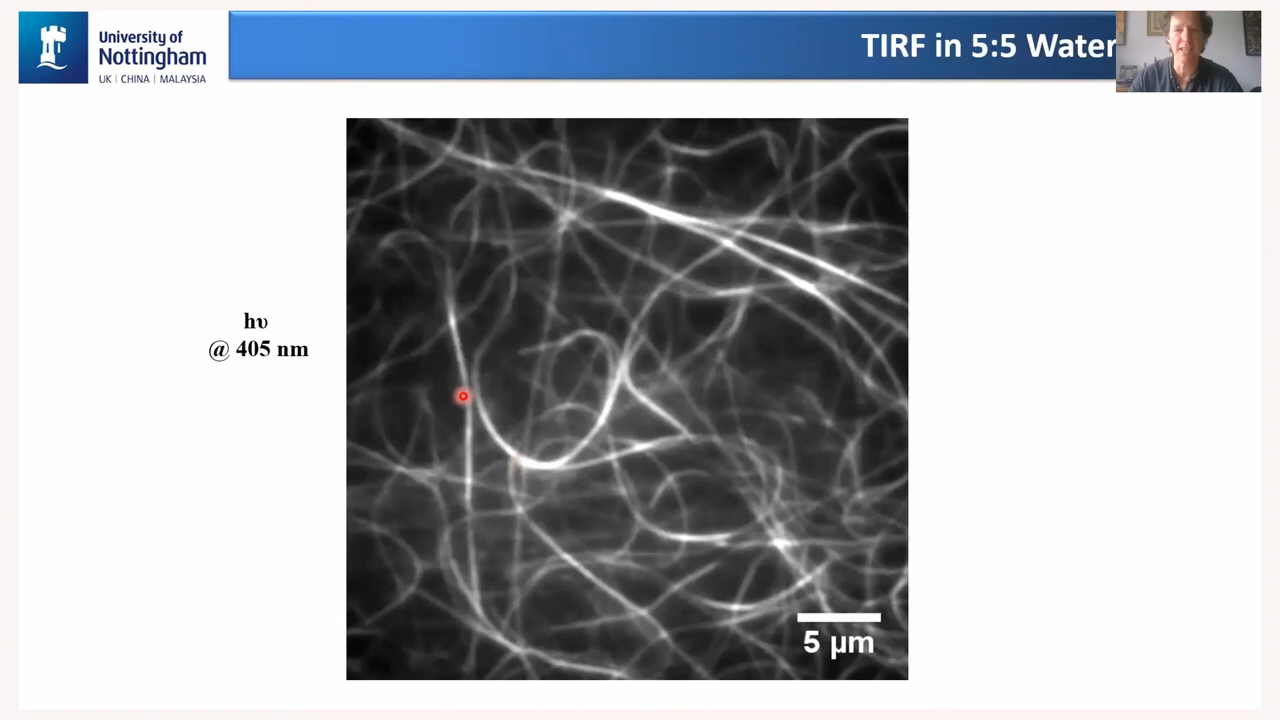 University of
Nottingham
UK | CHINA | MALAYSIA
TIRF in 5:5 Water
hυ
@ 405 nm
5 µm